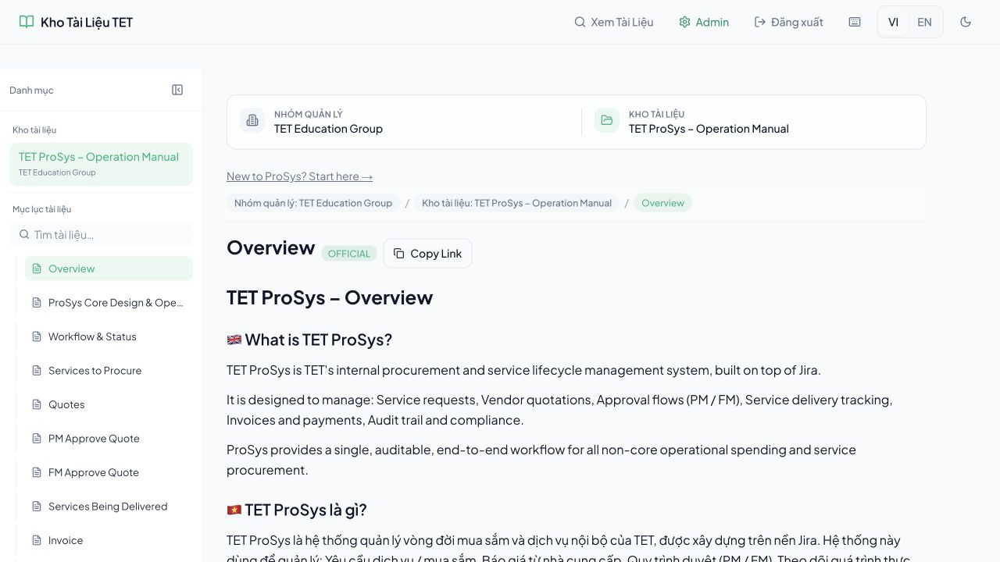 Kho Tài Liệu TET
Xem Tài Liệu
Admin
Đăng xuất
VI
EN
Danh mục
Kho tài liệu
TET ProSys – Operation Manual
TET Education Group
Mục lục tài liệu
Tìm tài liệu...
Overview
ProSys Core Design & Ope...
Workflow & Status
Services to Procure
Quotes
PM Approve Quote
FM Approve Quote
Services Being Delivered
Invoice
NHÓM QUẢN LÝ
TET Education Group
KHO TÀI LIỆU
TET ProSys – Operation Manual
New to ProSys? Start here →
Nhóm quản lý: TET Education Group / Kho tài liệu: TET ProSys – Operation Manual / Overview
Overview OFFICIAL Copy Link
TET ProSys – Overview
🇬🇧 What is TET ProSys?
TET ProSys is TET's internal procurement and service lifecycle management system, built on top of Jira.
It is designed to manage: Service requests, Vendor quotations, Approval flows (PM / FM), Service delivery tracking,
Invoices and payments, Audit trail and compliance.
ProSys provides a single, auditable, end-to-end workflow for all non-core operational spending and service
procurement.
🇻🇳 TET ProSys là gì?
TET ProSys là hệ thống quản lý vòng đời mua sắm và dịch vụ nội bộ của TET, được xây dựng trên nền Jira. Hệ thống này
dùng để quản lý: Yêu cầu dịch vụ / mua sắm, Báo giá từ nhà cung cấp, Quy trình duyệt (PM / FM), Theo dõi quá trình thực